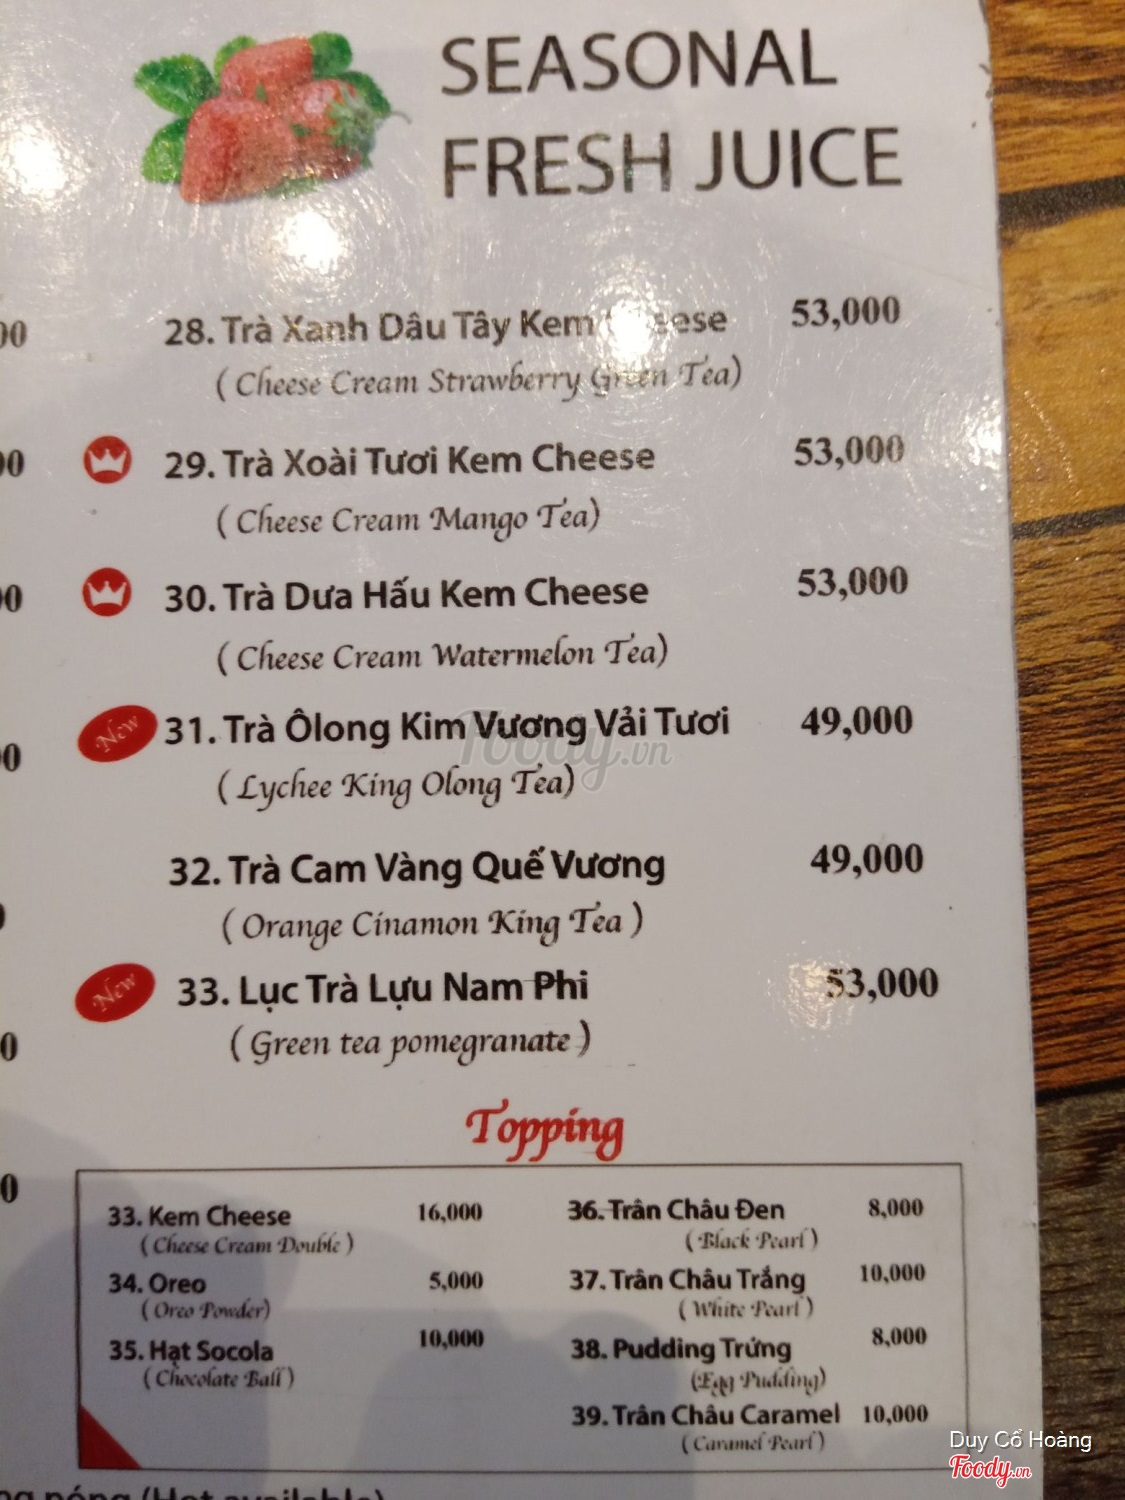 SEASONAL
FRESH JUICE
28. Trà Xanh Dâu Tây Kem Cheese 53,000
( Cheese Cream Strawberry Green Tea)
29. Trà Xoài Tươi Kem Cheese 53,000
( Cheese Cream Mango Tea)
30. Trà Dưa Hấu Kem Cheese 53,000
( Cheese Cream Watermelon Tea)
New 31. Trà Ôlong Kim Vương Vải Tươi 49,000
( Lychee King Olong Tea)
32. Trà Cam Vàng Quế Vương 49,000
( Orange Cinamon King Tea )
New 33. Lục Trà Lựu Nam Phi 53,000
( Green tea pomegranate )
Topping
33. Kem Cheese 16,000
( Cheese Cream Double )
34. Oreo 5,000
( Oreo Powder)
35. Hạt Socola 10,000
( Chocolate Ball )
36. Trân Châu Đen 8,000
( Black Pearl )
37. Trân Châu Trắng 10,000
( White Pearl )
38. Pudding Trứng 8,000
(Egg Pudding)
39. Trân Châu Caramel 10,000
( Caramel Pearl )
(Hot available)
Foody.vn
Duy Cổ Hoàng
Foody.vn